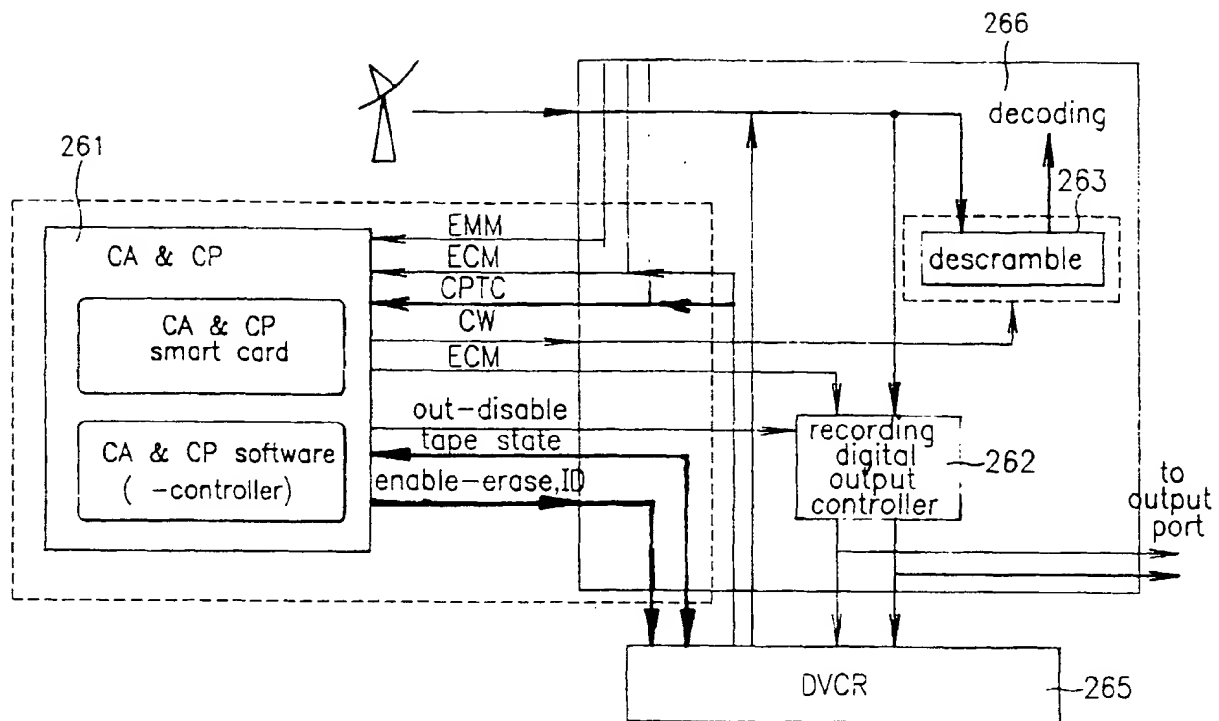 266
decoding
261
263
EMM
CA & CP
ECM
descramble
CPTC
CA & CP
smart card
CW
ECM
out-disable
tape state
recording
digital
output
controller
262
CA & CP software
( -controller)
enable-erase,ID
to
output
port
DVCR
265